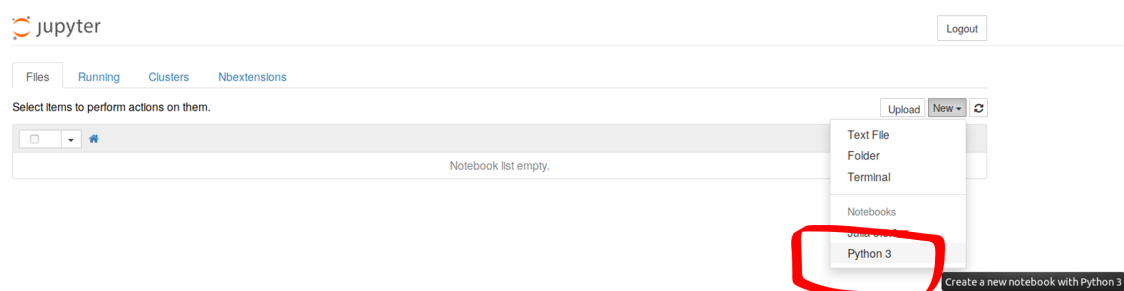 jupyter
Logout
Files Running Clusters Nbextensions
Select items to perform actions on them.
Upload New
Notebook list empty.
Text File
Folder
Terminal
Notebooks
Julia
Python 3
Create a new notebook with Python 3